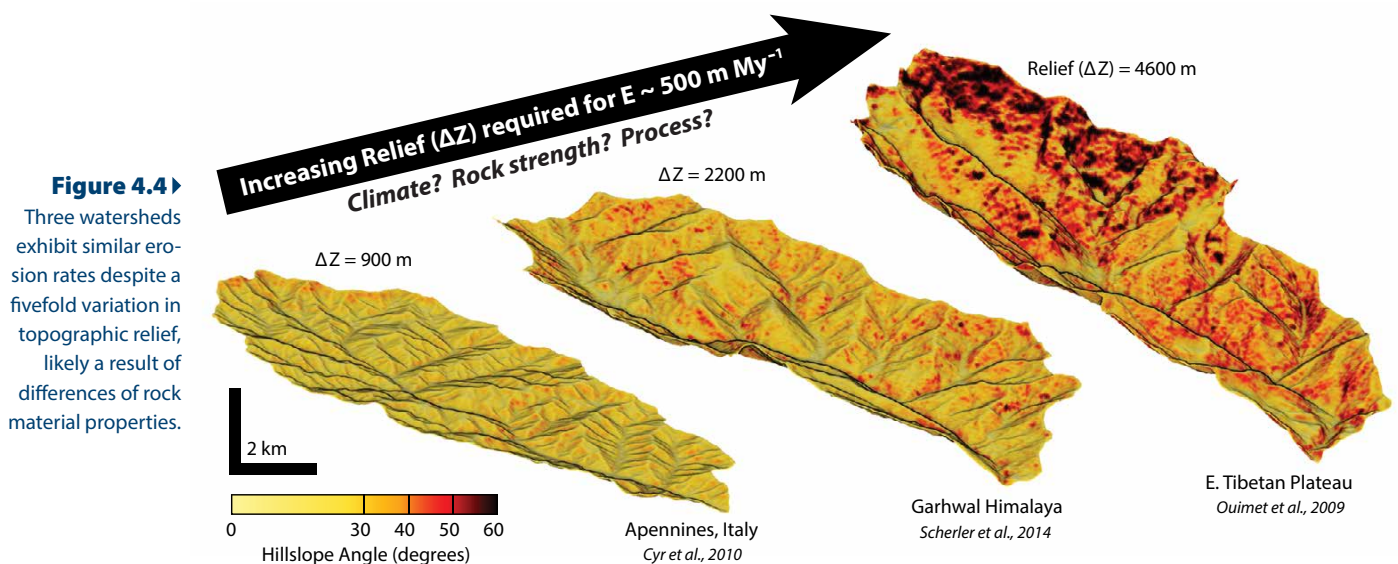 Figure 4.4
Three watersheds
exhibit similar ero-
sion rates despite a
fivefold variation in
topographic relief,
likely a result of
differences of rock
material properties.
Increasing Relief (ΔZ) required for E ~ 500 m My⁻¹
Climate? Rock strength? Process?
ΔZ = 900 m
ΔZ = 2200 m
Relief (ΔZ) = 4600 m
2 km
0 30 40 50 60
Hillslope Angle (degrees)
Apennines, Italy
Cyr et al., 2010
Garhwal Himalaya
Scherler et al., 2014
E. Tibetan Plateau
Ouimet et al., 2009